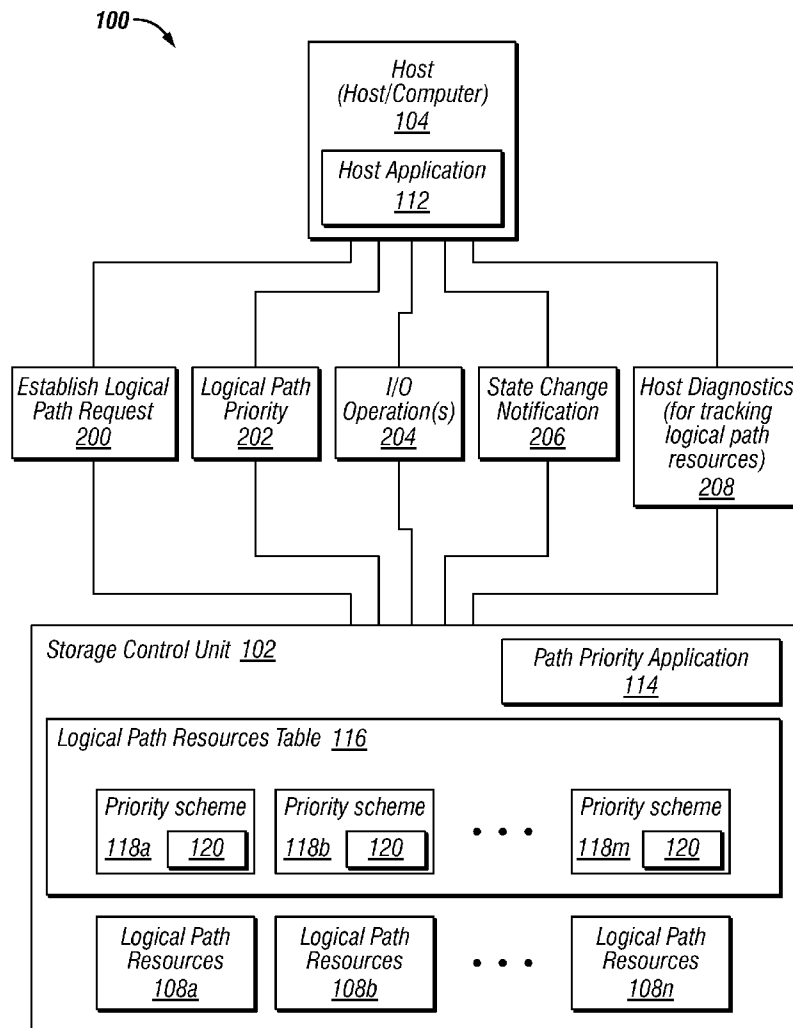 100
Host
(Host/Computer)
104
Host Application
112
Establish Logical
Path Request
200
Logical Path
Priority
202
I/O
Operation(s)
204
State Change
Notification
206
Host Diagnostics
(for tracking
logical path
resources)
208
Storage Control Unit 102
Path Priority Application
114
Logical Path Resources Table 116
Priority scheme
118a 120
Priority scheme
118b 120
• • •
Priority scheme
118m 120
Logical Path
Resources
108a
Logical Path
Resources
108b
• • •
Logical Path
Resources
108n